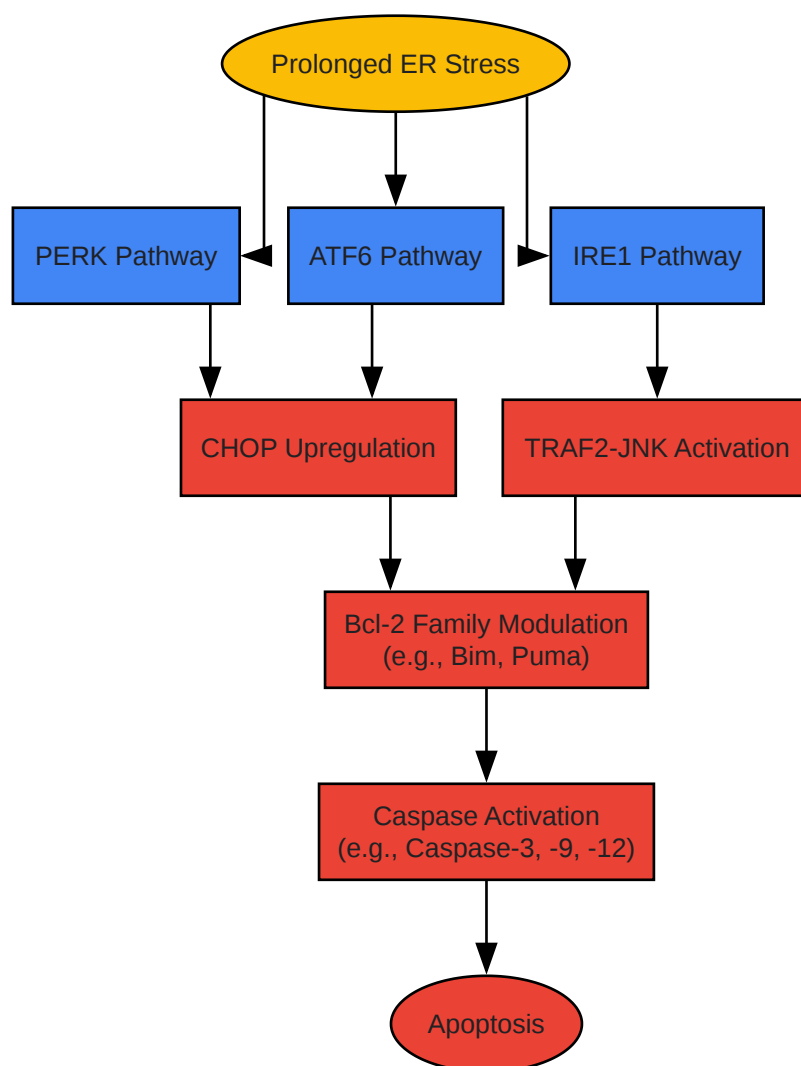 Prolonged ER Stress
PERK Pathway
ATF6 Pathway
IRE1 Pathway
CHOP Upregulation
TRAF2-JNK Activation
Bcl-2 Family Modulation
(e.g., Bim, Puma)
Caspase Activation
(e.g., Caspase-3, -9, -12)
Apoptosis